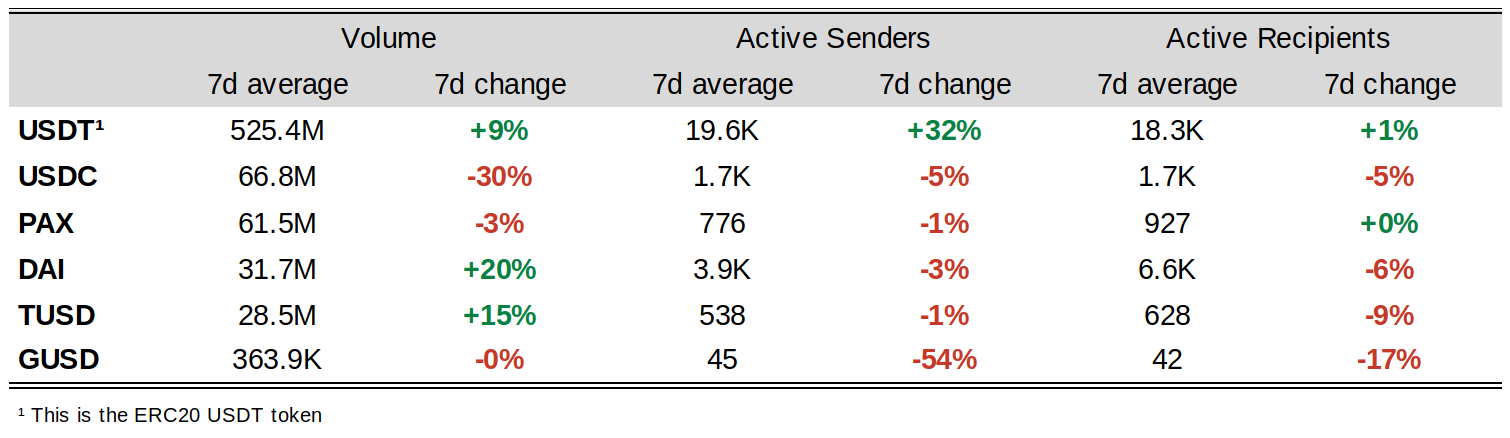 Volume Active Senders Active Recipients
7d average 7d change 7d average 7d change 7d average 7d change
USDT¹ 525.4M +9% 19.6K +32% 18.3K +1%
USDC 66.8M -30% 1.7K -5% 1.7K -5%
PAX 61.5M -3% 776 -1% 927 +0%
DAI 31.7M +20% 3.9K -3% 6.6K -6%
TUSD 28.5M +15% 538 -1% 628 -9%
GUSD 363.9K -0% 45 -54% 42 -17%
¹ This is the ERC20 USDT token